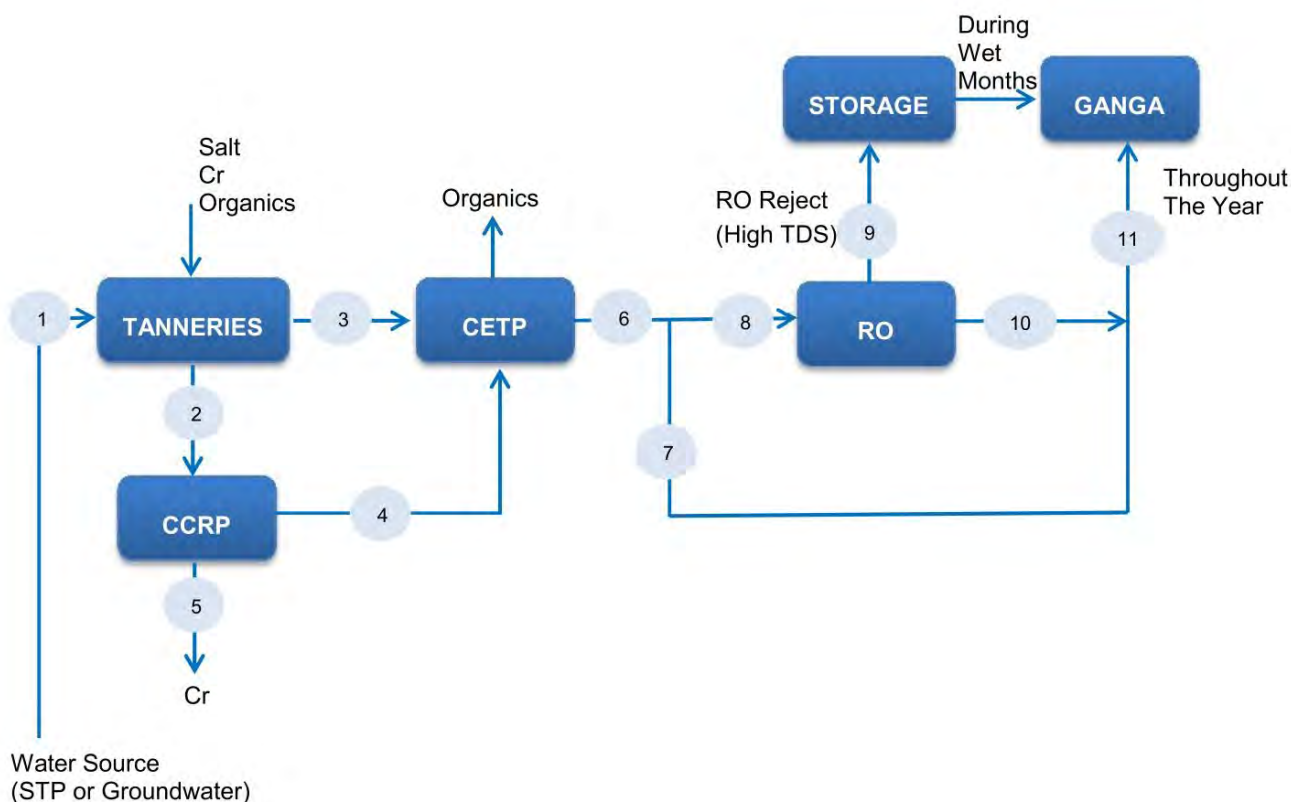 During
Wet
Months
STORAGE
GANGA
Salt
Cr
Organics
Organics
RO Reject
(High TDS)
9
Throughout
The Year
11
1
TANNERIES
3
CETP
6
8
RO
10
2
7
CCRP
4
5
Cr
Water Source
(STP or Groundwater)